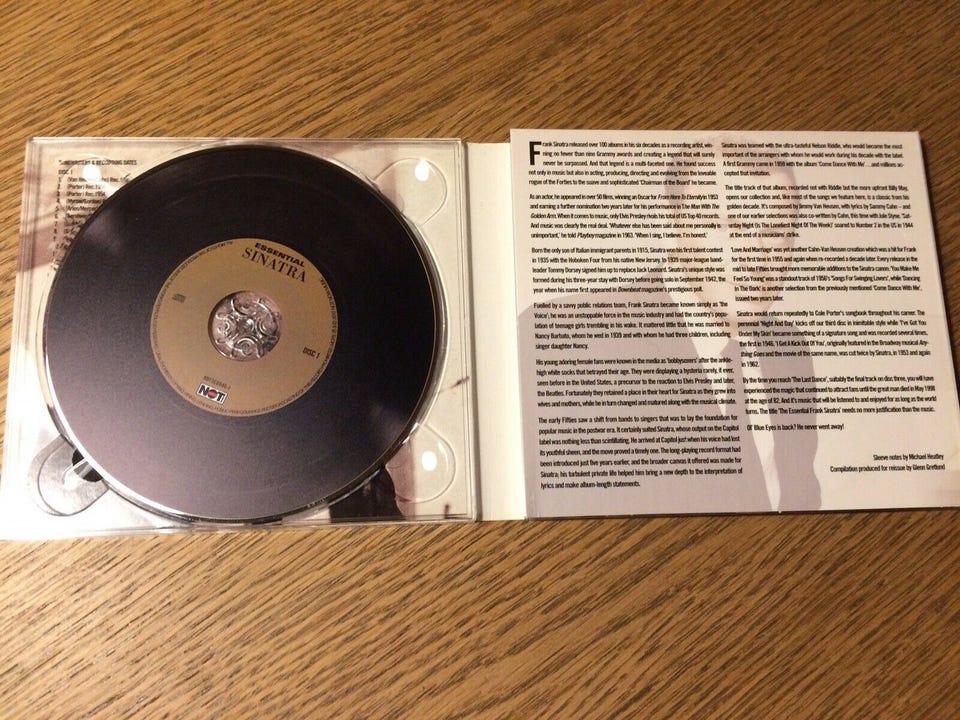 SONGWRITERS & RECORDING DATES
DISC 1
1. (Van Heusen
2. (Porter) Rec.
3. (Porter) Rec. 1954
ESSENTIAL
SINATRA
DISC 1
NOT
Frank Sinatra released over 100 albums in his six decades as a recording artist, win-
ning no fewer than nine Grammy awards and creating a legend that will surely
never be surpassed. And that legend is a multi-faceted one. He found success
not only in music but also in acting, producing, directing and evolving from the loveable
rogue of the Forties to the suave and sophisticated 'Chairman of the Board' he became.
As an actor, he appeared in over 50 films, winning an Oscar for From Here To Eternity in 1953
and earning a further nomination two years later for his performance in The Man With The
Golden Arm. When it comes to music, only Elvis Presley rivals his total of US Top 40 records.
And music was clearly the real deal. 'Whatever else has been said about me personally is
unimportant', he told Playboy magazine in 1963. 'When I sing, I believe. I'm honest.'
Born the only son of Italian immigrant parents in 1915, Sinatra won his first talent contest
in 1935 with the Hoboken Four from his native New Jersey. In 1939 major-league band-
leader Tommy Dorsey signed him up to replace Jack Leonard. Sinatra's unique style was
formed during his three-year stay with Dorsey before going solo in September 1942, the
year when his name first appeared in Downbeat magazine's prestigious poll.
Fuelled by a savvy public relations team, Frank Sinatra became known simply as 'the
Voice', he was an unstoppable force in the music industry and had the country's popu-
lation of teenage girls trembling in his wake. It mattered little that he was married to
Nancy Barbato, whom he wed in 1939 and with whom he had three children, including
singer daughter Nancy.
His young adoring female fans were known in the media as 'bobbysoxers' after the ankle-
high white socks that betrayed their age. They were displaying a hysteria rarely, if ever,
seen before in the United States, a precursor to the reaction to Elvis Presley and later,
the Beatles. Fortunately they retained a place in their heart for Sinatra as they grew into
wives and mothers, while he in turn changed and matured along with the musical climate.
The early Fifties saw a shift from bands to singers that was to lay the foundation for
popular music in the postwar era. It certainly suited Sinatra, whose output on the Capitol
label was nothing less than scintillating. He arrived at Capitol just when his voice had lost
its youthful sheen, and the move proved a timely one. The long-playing record format had
been introduced just five years earlier, and the broader canvas it offered was made for
Sinatra; his turbulent private life helped him bring a new depth to the interpretation of
lyrics and make album-length statements.
Sinatra was teamed with the ultra-tasteful Nelson Riddle, who would become the most
important of the arrangers with whom he would work during his decade with the label.
A first Grammy came in 1959 with the album 'Come Dance With Me'... and millions ac-
cepted that invitation.
The title track of that album, recorded not with Riddle but the more upfront Billy May,
opens our collection and, like most of the songs we feature here, is a classic from his
golden decade. It's composed by Jimmy Van Heusen, with lyrics by Sammy Cahn – and
one of our earlier selections was also co-written by Cahn, this time with Jule Styne. 'Sat-
urday Night (Is The Loneliest Night Of The Week)' soared to Number 2 in the US in 1944
at the end of a musicians' strike.
'Love And Marriage' was yet another Cahn-Van Heusen creation which was a hit for Frank
for the first time in 1955 and again when re-recorded a decade later. Every release in the
mid to late Fifties brought more memorable additions to the Sinatra canon. 'You Make Me
Feel So Young' was a standout track of 1956's 'Songs For Swinging Lovers', while 'Dancing
In The Dark' is another selection from the previously mentioned 'Come Dance With Me',
issued two years later.
Sinatra would return repeatedly to Cole Porter's songbook throughout his career. The
perennial 'Night And Day' kicks off our third disc in inimitable style while 'I've Got You
Under My Skin' became something of a signature song and was recorded several times,
the first in 1946. 'I Get A Kick Out Of You', originally featured in the Broadway musical Any-
thing Goes and the movie of the same name, was cut twice by Sinatra, in 1953 and again
in 1962.
By the time you reach 'The Last Dance', suitably the final track on disc three, you will have
experienced the magic that continued to attract fans until the great man died in May 1998
at the age of 82. And it's music that will be listened to and enjoyed for as long as the world
turns. The title 'The Essential Frank Sinatra' needs no more justification than the music.
Ol' Blue Eyes is back? He never went away!
Sleeve notes by Michael Heatley
Compilation produced for reissue by Glenn Gretlund